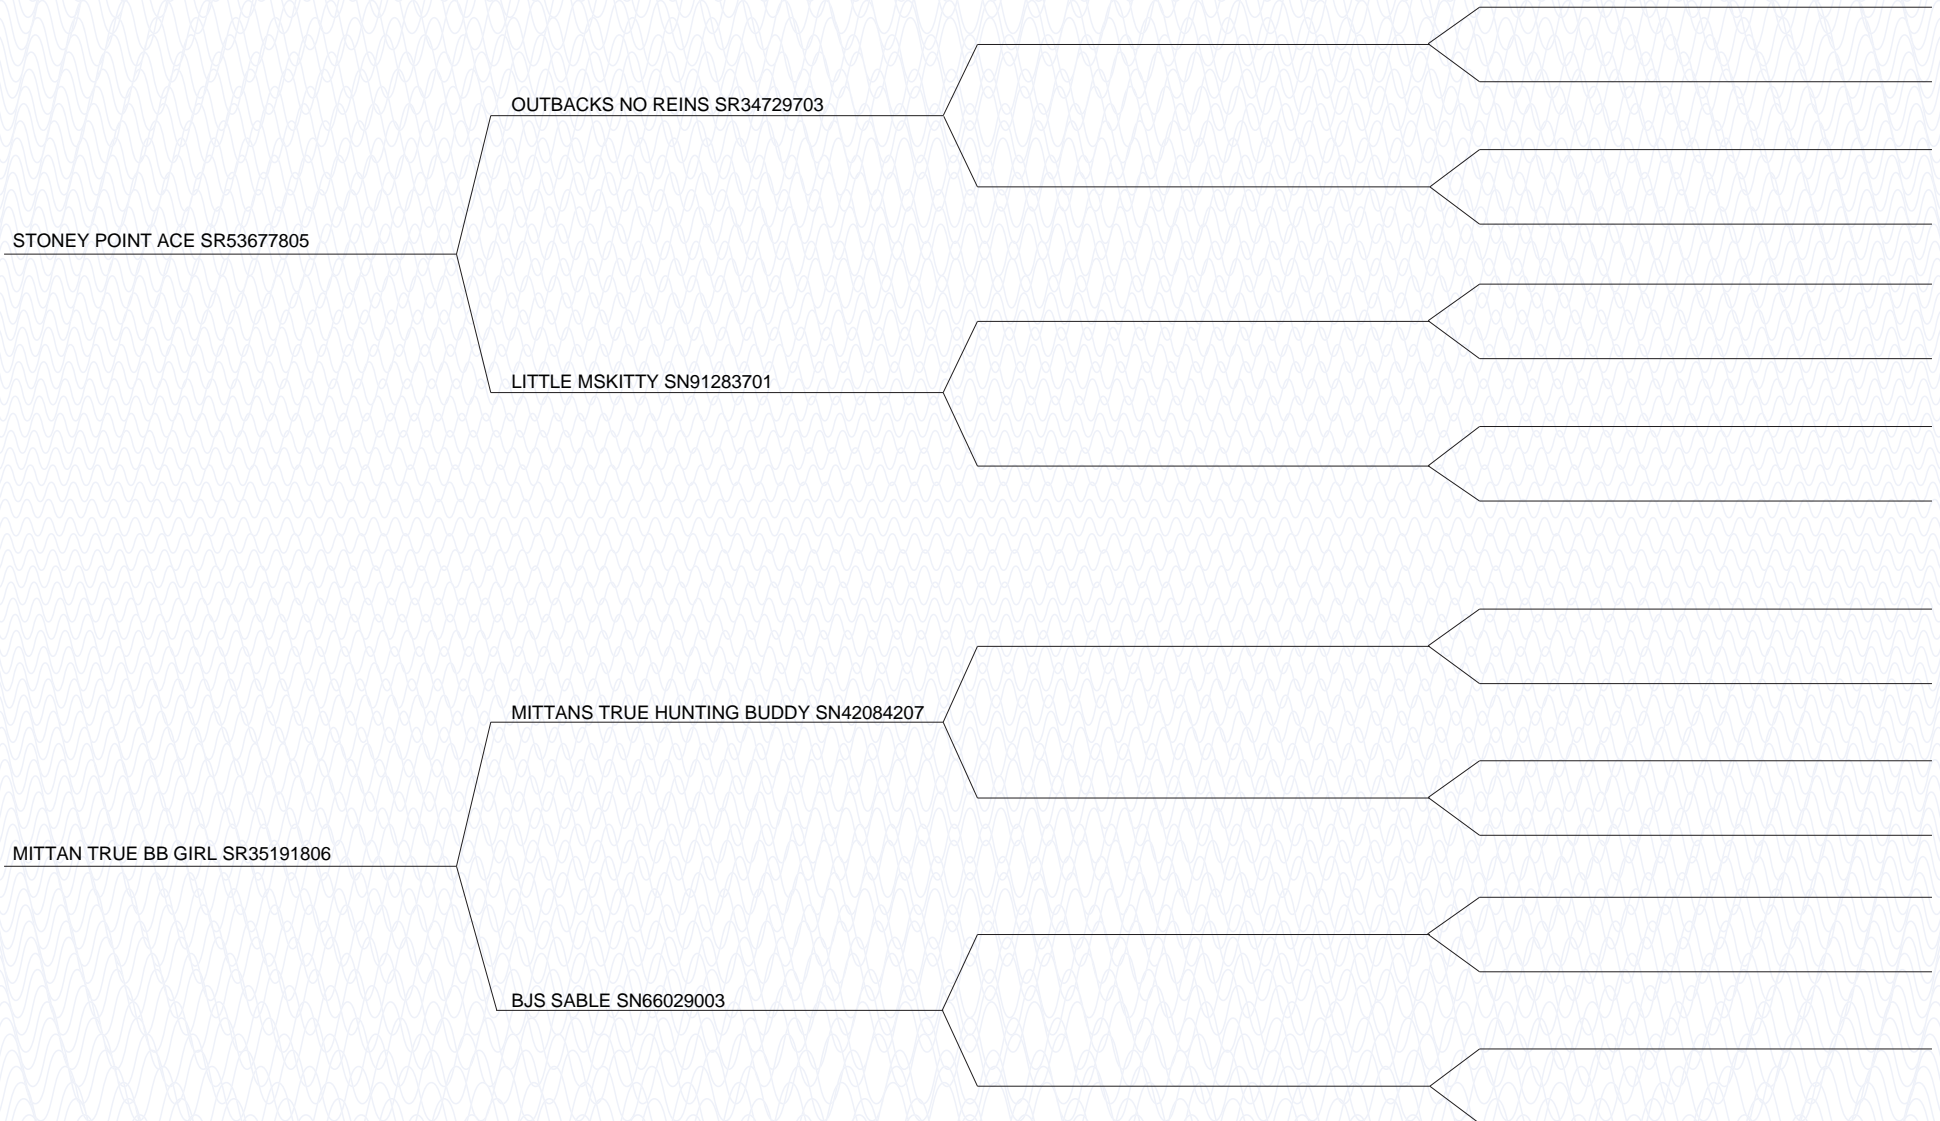 OUTBACKS NO REINS SR34729703
STONEY POINT ACE SR53677805
LITTLE MSKITTY SN91283701
MITTANS TRUE HUNTING BUDDY SN42084207
MITTAN TRUE BB GIRL SR35191806
BJS SABLE SN66029003